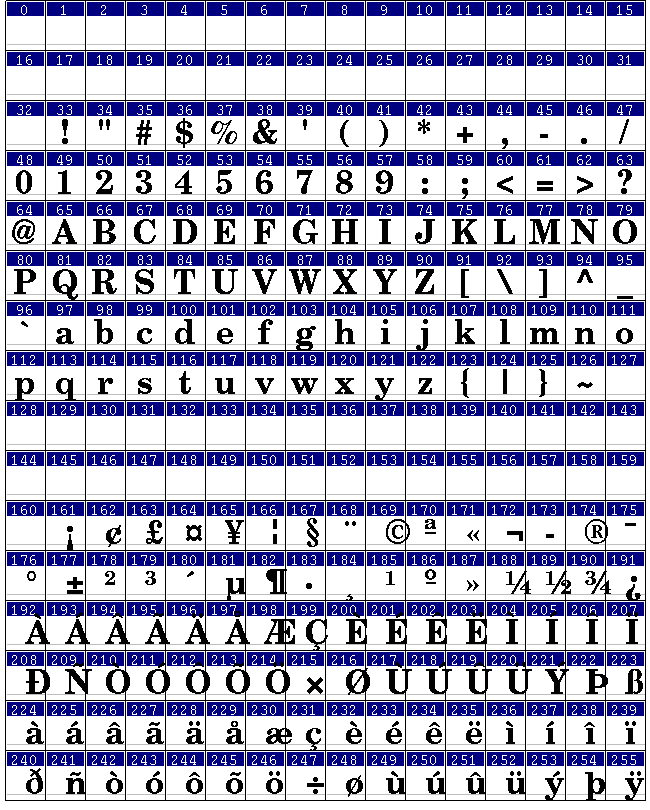 0 1 2 3 4 5 6 7 8 9 10 11 12 13 14 15
16 17 18 19 20 21 22 23 24 25 26 27 28 29 30 31
32 33 34 35 36 37 38 39 40 41 42 43 44 45 46 47
! " # $ % & ' ( ) * + , - . /
48 49 50 51 52 53 54 55 56 57 58 59 60 61 62 63
0 1 2 3 4 5 6 7 8 9 : ; < = > ?
64 65 66 67 68 69 70 71 72 73 74 75 76 77 78 79
@ A B C D E F G H I J K L M N O
80 81 82 83 84 85 86 87 88 89 90 91 92 93 94 95
P Q R S T U V W X Y Z [ \ ] ^ _
96 97 98 99 100 101 102 103 104 105 106 107 108 109 110 111
` a b c d e f g h i j k l m n o
112 113 114 115 116 117 118 119 120 121 122 123 124 125 126 127
p q r s t u v w x y z { | } ~
128 129 130 131 132 133 134 135 136 137 138 139 140 141 142 143
144 145 146 147 148 149 150 151 152 153 154 155 156 157 158 159
160 161 162 163 164 165 166 167 168 169 170 171 172 173 174 175
¡ ¢ £ ¤ ¥ ¦ § ¨ © ª « ¬ - ® ¯
176 177 178 179 180 181 182 183 184 185 186 187 188 189 190 191
° ± ² ³ ´ µ ¶ · ¸ ¹ º » ¼ ½ ¾ ¿
192 193 194 195 196 197 198 199 200 201 202 203 204 205 206 207
À Á Â Ã Ä Å Æ Ç È É Ê Ë Ì Í Î Ï
208 209 210 211 212 213 214 215 216 217 218 219 220 221 222 223
Ð Ñ Ò Ó Ô Õ Ö × Ø Ù Ú Û Ü Ý Þ ß
224 225 226 227 228 229 230 231 232 233 234 235 236 237 238 239
à á â ã ä å æ ç è é ê ë ì í î ï
240 241 242 243 244 245 246 247 248 249 250 251 252 253 254 255
ð ñ ò ó ô õ ö ÷ ø ù ú û ü ý þ ÿ